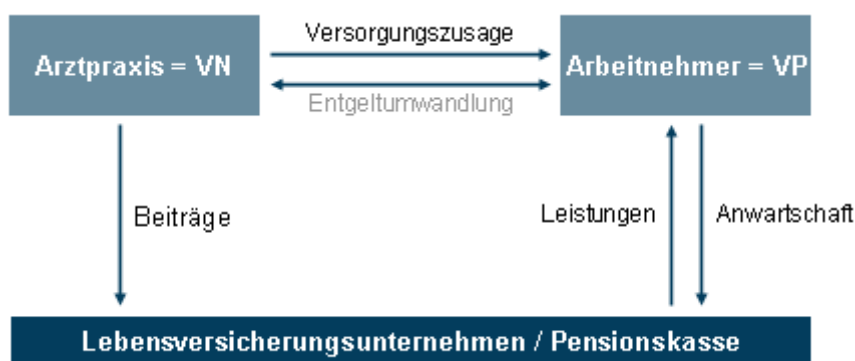 Versorgungszusage
Arztpraxis = VN
Arbeitnehmer = VP
Entgeltumwandlung
Beiträge
Leistungen
Anwartschaft
Lebensversicherungsunternehmen / Pensionskasse